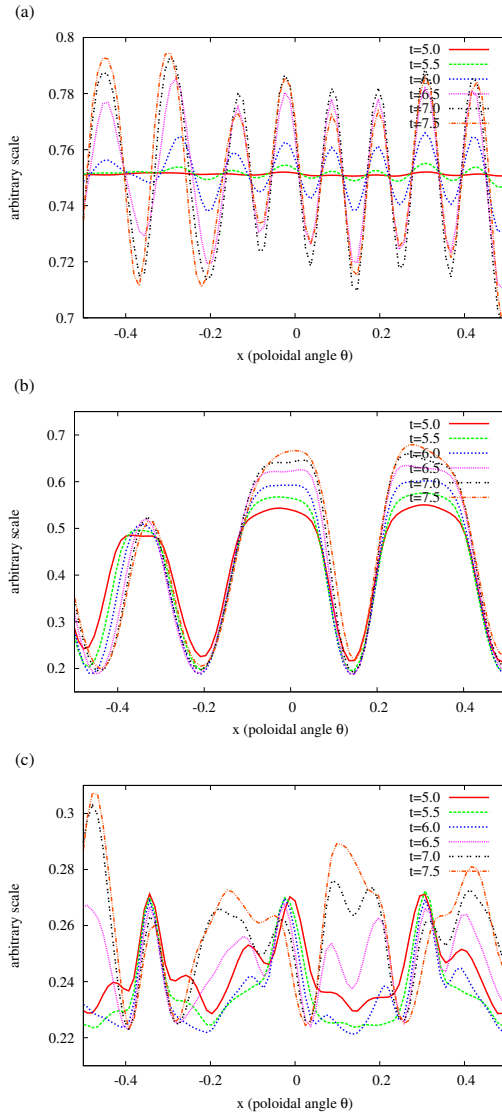 (a)
0.8
0.78
0.76
0.74
0.72
0.7
arbitrary scale
t=5.0
t=5.5
t=6.0
t=6.5
t=7.0
t=7.5
-0.4 -0.2 0 0.2 0.4
x (poloidal angle θ)
(b)
0.7
0.6
0.5
0.4
0.3
0.2
arbitrary scale
t=5.0
t=5.5
t=6.0
t=6.5
t=7.0
t=7.5
-0.4 -0.2 0 0.2 0.4
x (poloidal angle θ)
(c)
0.3
0.28
0.26
0.24
0.22
arbitrary scale
t=5.0
t=5.5
t=6.0
t=6.5
t=7.0
t=7.5
-0.4 -0.2 0 0.2 0.4
x (poloidal angle θ)